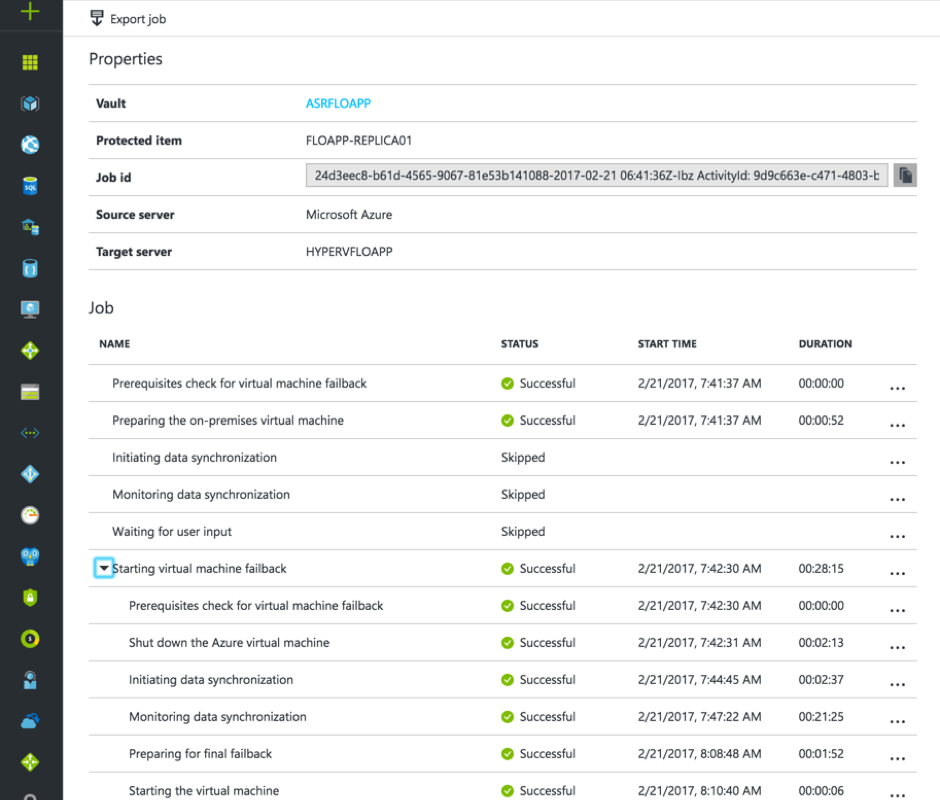 Export job
Properties
Vault ASRFLOAPP
Protected item FLOAPP-REPLICA01
Job id 24d3eec8-b61d-4565-9067-81e53b141088-2017-02-21 06:41:36Z-Ibz ActivityId: 9d9c663e-c471-4803-b
Source server Microsoft Azure
Target server HYPERVFLOAPP
Job
NAME STATUS START TIME DURATION
Prerequisites check for virtual machine failback Successful 2/21/2017, 7:41:37 AM 00:00:00 ...
Preparing the on-premises virtual machine Successful 2/21/2017, 7:41:37 AM 00:00:52 ...
Initiating data synchronization Skipped ...
Monitoring data synchronization Skipped ...
Waiting for user input Skipped ...
Starting virtual machine failback Successful 2/21/2017, 7:42:30 AM 00:28:15 ...
Prerequisites check for virtual machine failback Successful 2/21/2017, 7:42:30 AM 00:00:00 ...
Shut down the Azure virtual machine Successful 2/21/2017, 7:42:31 AM 00:02:13 ...
Initiating data synchronization Successful 2/21/2017, 7:44:45 AM 00:02:37 ...
Monitoring data synchronization Successful 2/21/2017, 7:47:22 AM 00:21:25 ...
Preparing for final failback Successful 2/21/2017, 8:08:48 AM 00:01:52 ...
Starting the virtual machine Successful 2/21/2017, 8:10:40 AM 00:00:06 ...
SQL